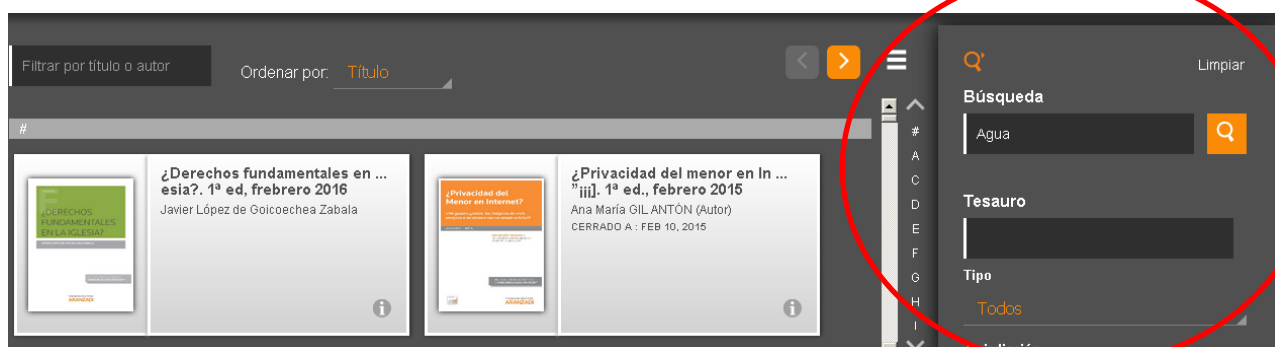 Filtrar por título o autor
Ordenar por: Título
#
¿DERECHOS
FUNDAMENTALES
EN LA IGLESIA?
ARANZADI
¿Derechos fundamentales en ...
esia?. 1ª ed, frebrero 2016
Javier López de Goicoechea Zabala
¿Privacidad del
Menor en Internet?
ARANZADI
¿Privacidad del menor en In ...
"¡¡¡]. 1ª ed., febrero 2015
Ana María GIL ANTÓN (Autor)
CERRADO A : FEB 10, 2015
#
A
C
D
E
F
G
H
I
Limpiar
Búsqueda
Agua
Tesauro
Tipo
Todos